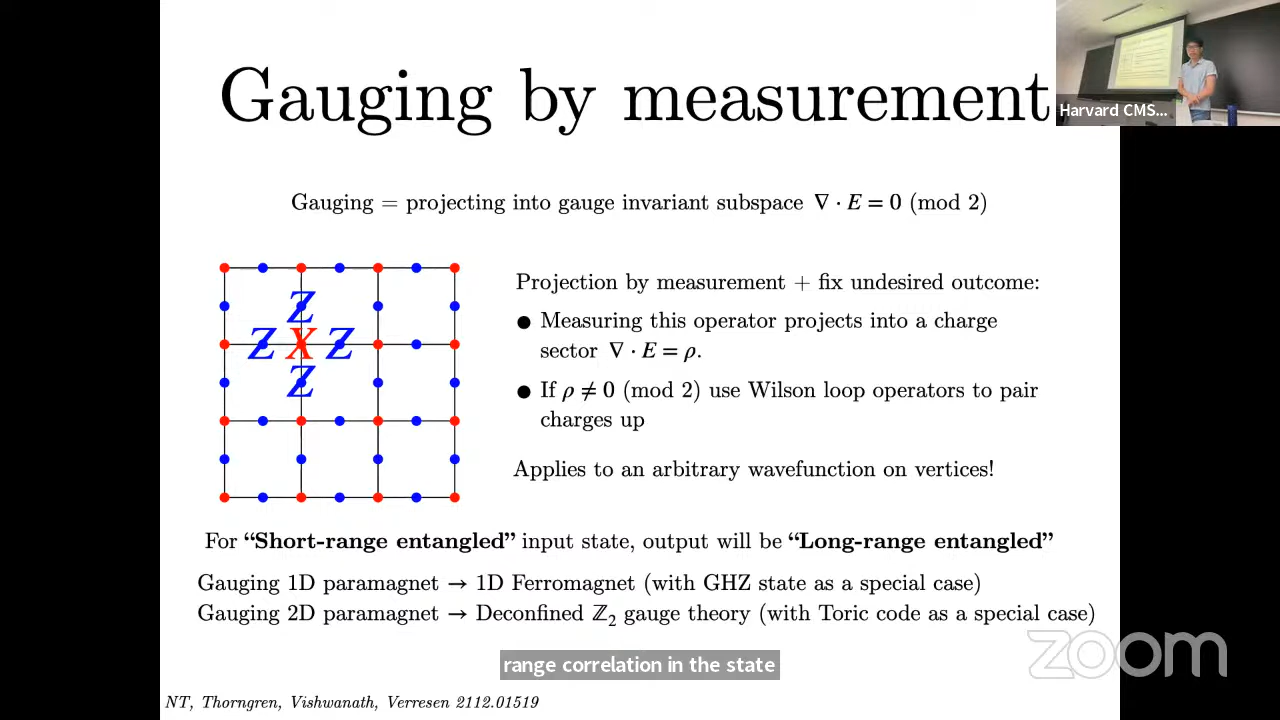 Gauging by measurement
Harvard CMS...
Gauging = projecting into gauge invariant subspace ∇ · E = 0 (mod 2)
Projection by measurement + fix undesired outcome:
● Measuring this operator projects into a charge
sector ∇ · E = ρ.
● If ρ ≠ 0 (mod 2) use Wilson loop operators to pair
charges up
Z
Z X Z
Z
Applies to an arbitrary wavefunction on vertices!
For “Short-range entangled” input state, output will be “Long-range entangled”
Gauging 1D paramagnet → 1D Ferromagnet (with GHZ state as a special case)
Gauging 2D paramagnet → Deconfined ℤ₂ gauge theory (with Toric code as a special case)
zoom
range correlation in the state
NT, Thorngren, Vishwanath, Verresen 2112.01519